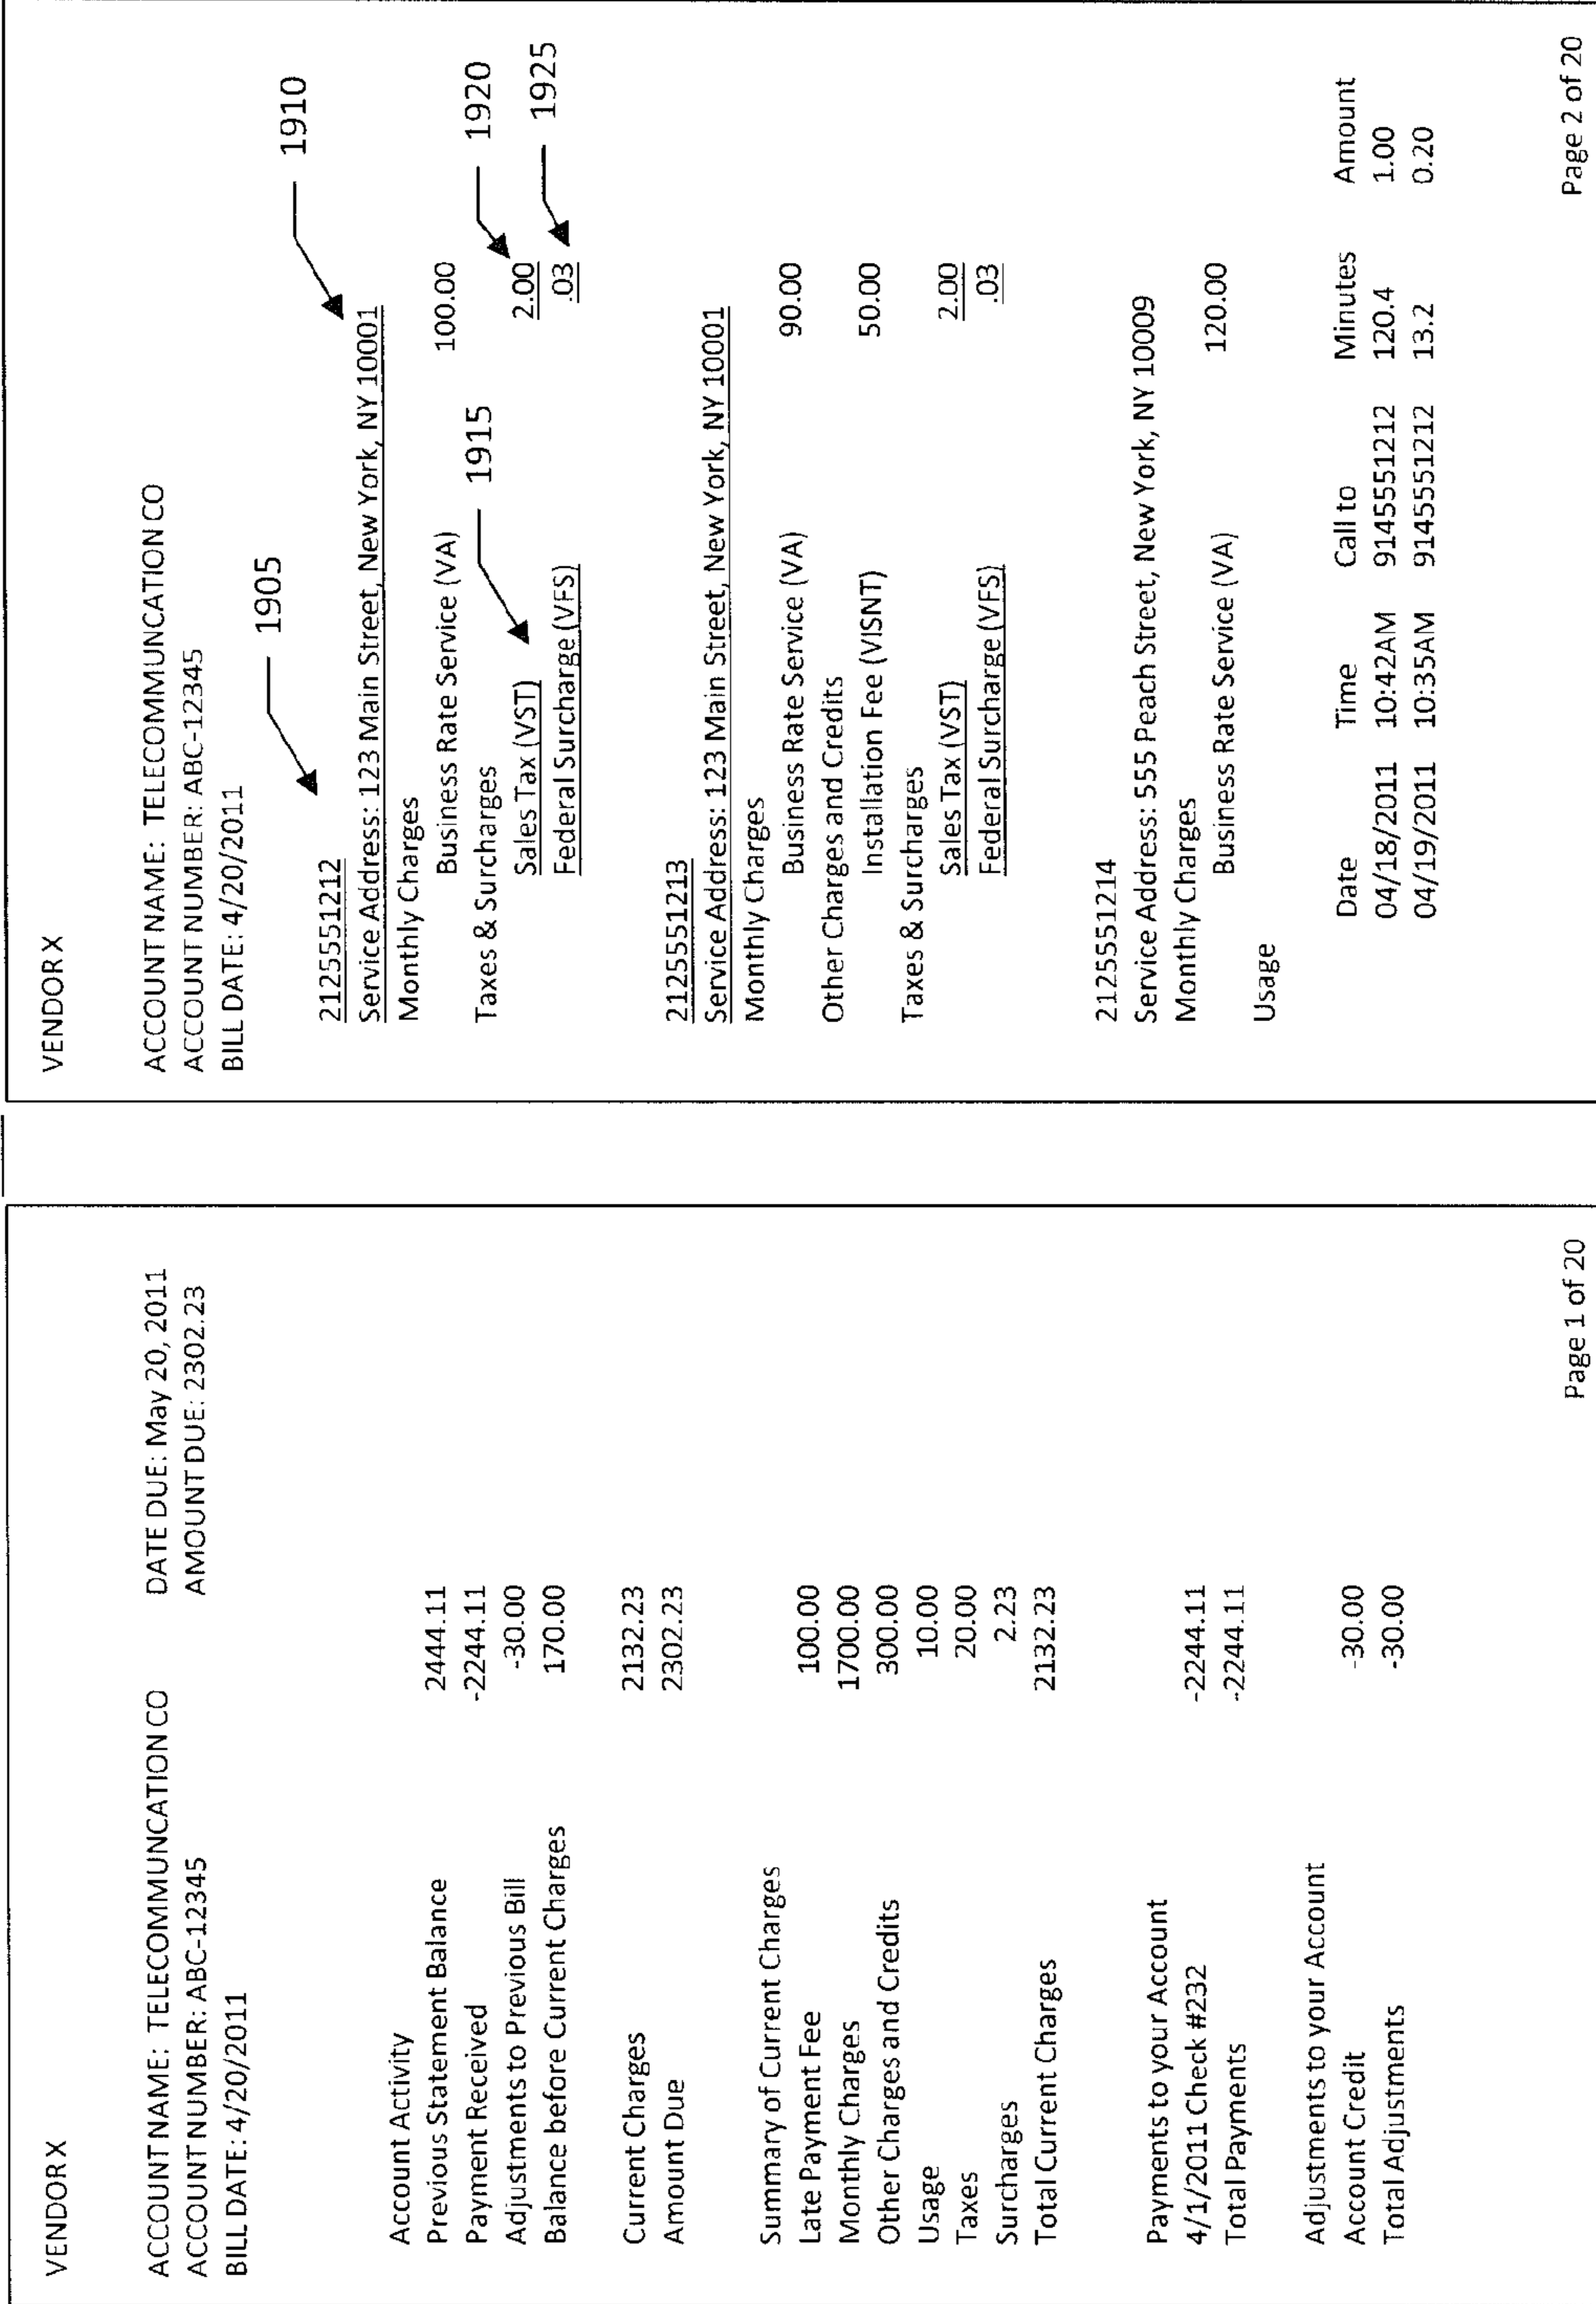 VENDOR X
ACCOUNT NAME: TELECOMMUNCATION CO DATE DUE: May 20, 2011
ACCOUNT NUMBER: ABC-12345 AMOUNT DUE: 2302.23
BILL DATE: 4/20/2011
Account Activity
Previous Statement Balance 2444.11
Payment Received -2244.11
Adjustments to Previous Bill -30.00
Balance before Current Charges 170.00
Current Charges 2132.23
Amount Due 2302.23
Summary of Current Charges
Late Payment Fee 100.00
Monthly Charges 1700.00
Other Charges and Credits 300.00
Usage 10.00
Taxes 20.00
Surcharges 2.23
Total Current Charges 2132.23
Payments to your Account
4/1/2011 Check #232 -2244.11
Total Payments -2244.11
Adjustments to your Account
Account Credit -30.00
Total Adjustments -30.00
Page 1 of 20
VENDOR X
ACCOUNT NAME: TELECOMMUNCATION CO
ACCOUNT NUMBER: ABC-12345
BILL DATE: 4/20/2011
1905
1910
2125551212
Service Address: 123 Main Street, New York, NY 10001
Monthly Charges
Business Rate Service (VA) 100.00
Taxes & Surcharges 1915 1920
Sales Tax (VST) 2.00
1925
Federal Surcharge (VFS) .03
2125551213
Service Address: 123 Main Street, New York, NY 10001
Monthly Charges
Business Rate Service (VA) 90.00
Other Charges and Credits
Installation Fee (VISNT) 50.00
Taxes & Surcharges
Sales Tax (VST) 2.00
Federal Surcharge (VFS) .03
2125551214
Service Address: 555 Peach Street, New York, NY 10009
Monthly Charges
Business Rate Service (VA) 120.00
Usage
Date Time Call to Minutes Amount
04/18/2011 10:42AM 9145551212 120.4 1.00
04/19/2011 10:35AM 9145551212 13.2 0.20
Page 2 of 20